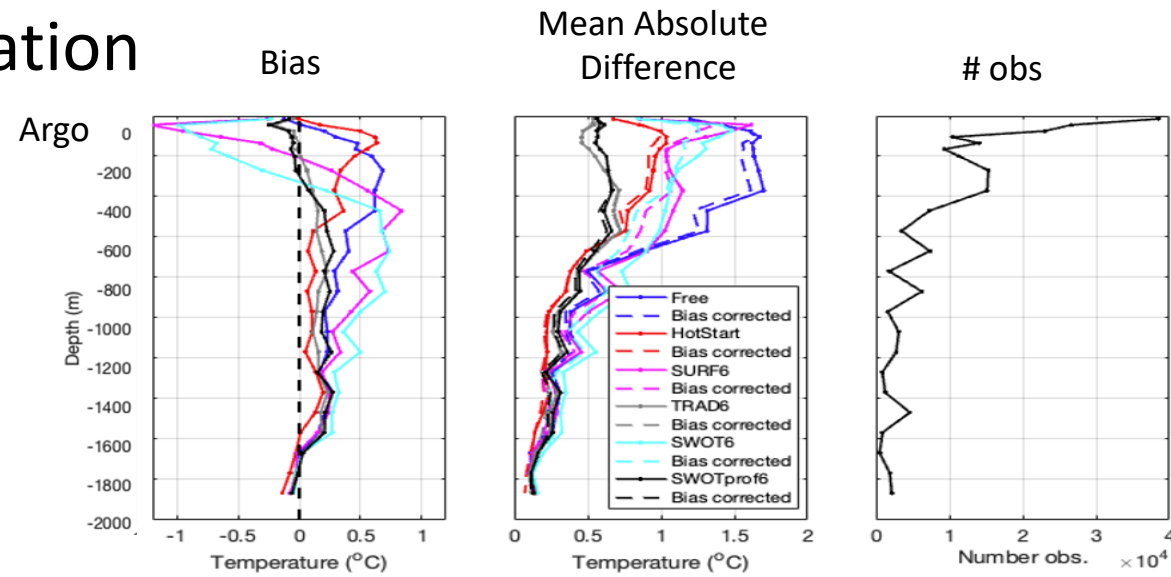 ation
Bias
Mean Absolute
Difference
# obs
Argo
0
-200
-400
-600
-800
-1000
-1200
-1400
-1600
-1800
-2000
Depth (m)
-1 -0.5 0 0.5 1
Temperature (°C)
Free
Bias corrected
HotStart
Bias corrected
SURF6
Bias corrected
TRAD6
Bias corrected
SWOT6
Bias corrected
SWOTprof6
Bias corrected
0 0.5 1 1.5 2
Temperature (°C)
0 1 2 3 4
Number obs. ×10⁴